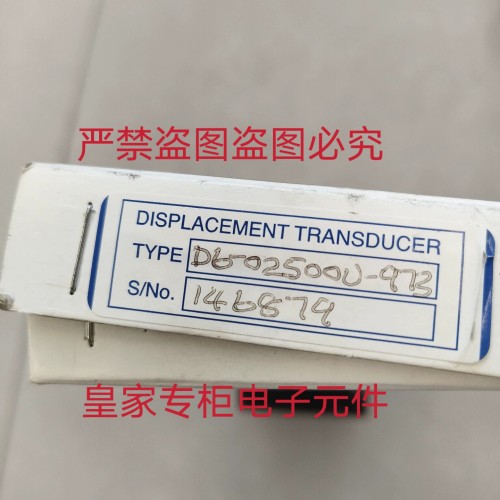 严禁盗图盗图必究
DISPLACEMENT TRANSDUCER
TYPE D6-02500U-973
S/No. 146879
皇家专柜电子元件